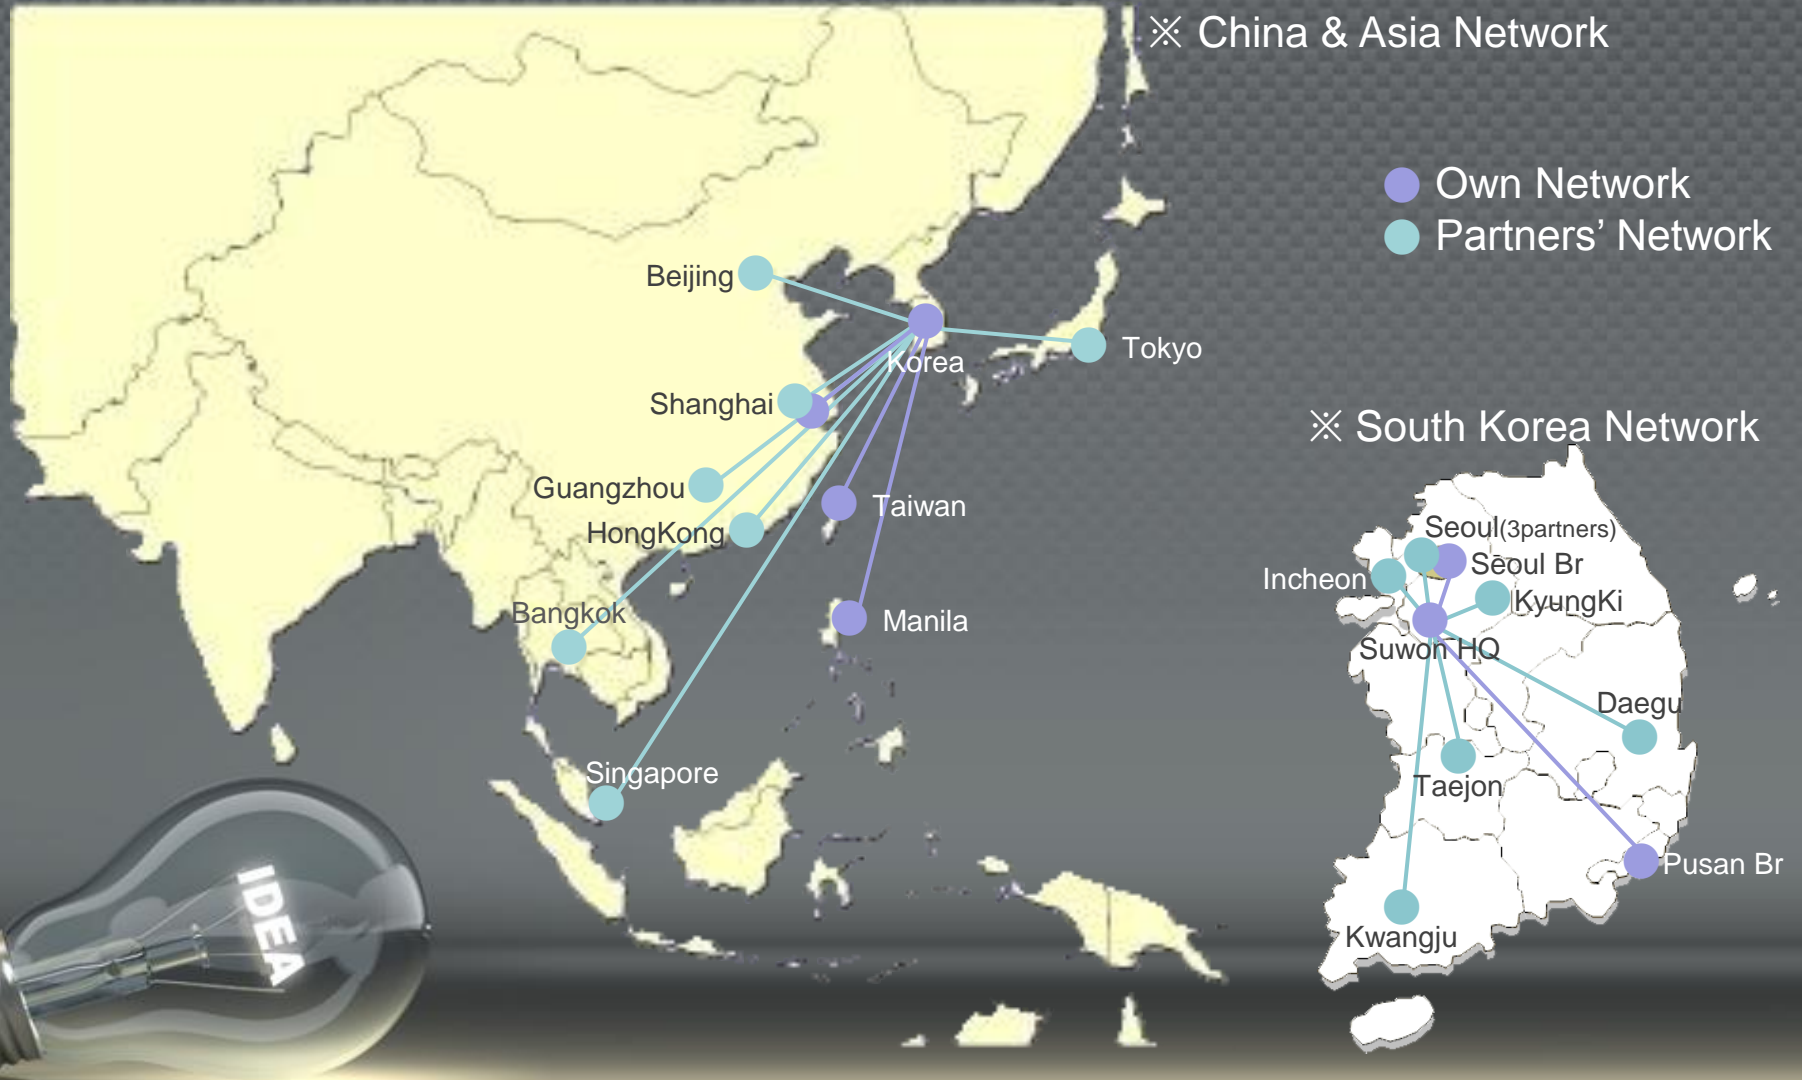 ※ China & Asia Network
Own Network
Partners’ Network
Beijing
Korea
Tokyo
Shanghai
Guangzhou
HongKong
Taiwan
Bangkok
Manila
Singapore
IDEA
※ South Korea Network
Seoul(3partners)
Seoul Br
Incheon
KyungKi
Suwon HQ
Daegu
Taejon
Pusan Br
Kwangju